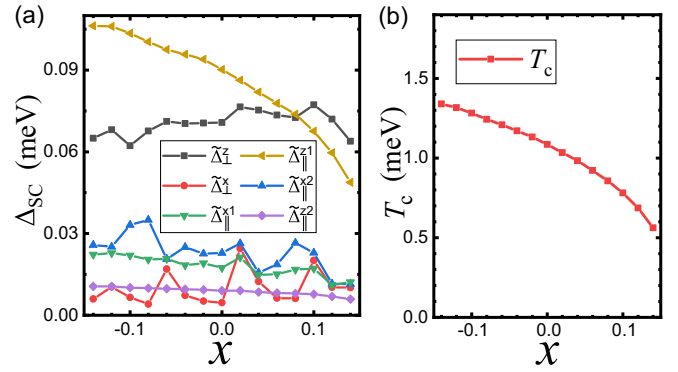 (a)
Δ_SC (meV)
0.09
0.06
0.03
0.00
Δ̃_⊥^z
Δ̃_∥^z1
Δ̃_⊥^x
Δ̃_∥^x2
Δ̃_∥^x1
Δ̃_∥^z2
-0.1
0.0
0.1
x
(b)
T_c (meV)
1.5
1.0
0.5
0.0
T_c
-0.1
0.0
0.1
x